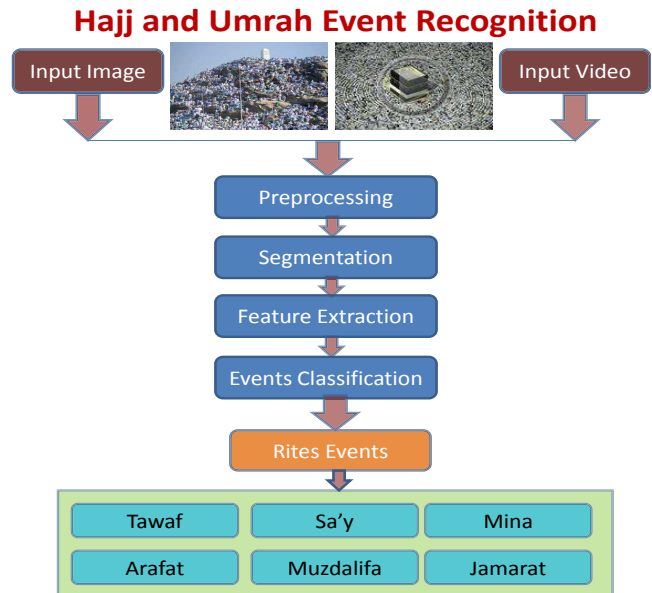 Hajj and Umrah Event Recognition
Input Image
Input Video
Preprocessing
Segmentation
Feature Extraction
Events Classification
Rites Events
Tawaf
Sa’y
Mina
Arafat
Muzdalifa
Jamarat